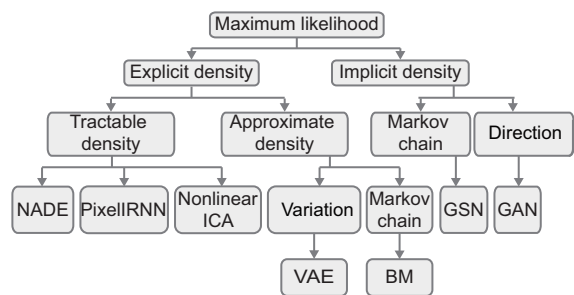 Maximum likelihood
Explicit density
Implicit density
Tractable
density
Approximate
density
Markov
chain
Direction
NADE
PixelIRNN
Nonlinear
ICA
Variation
Markov
chain
GSN
GAN
VAE
BM